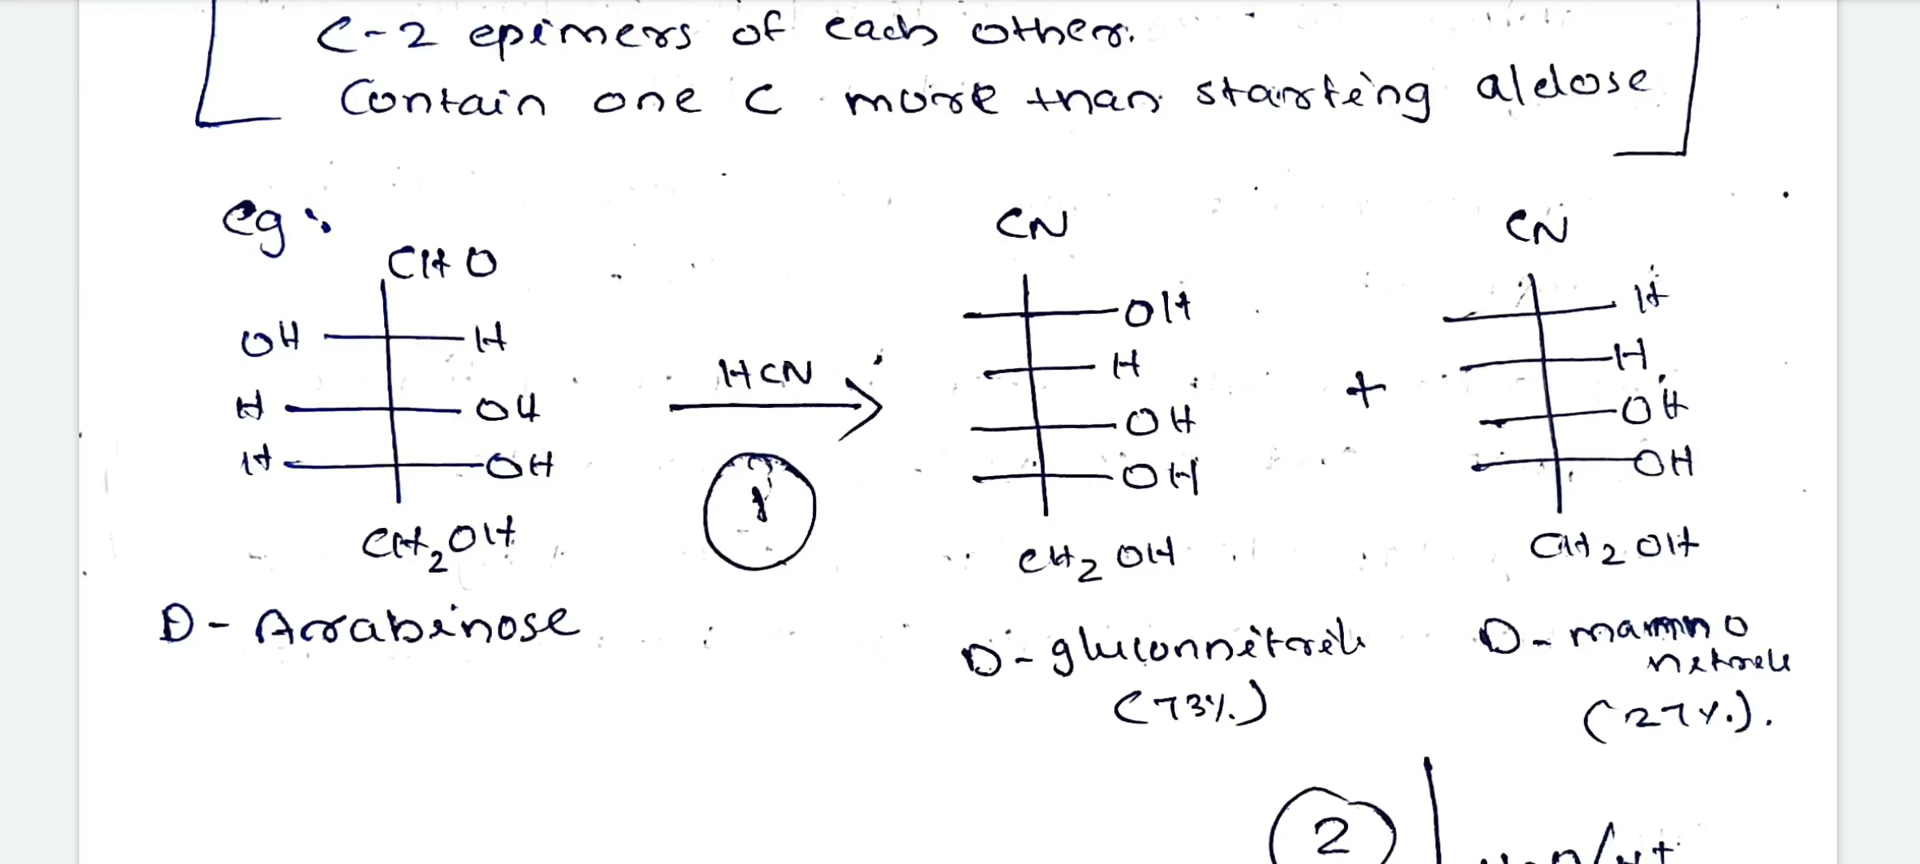 C-2 epimers of each other.
Contain one C more than starting aldose
eg:
CHO
OH H
H OH
H OH
CH2OH
D- Arabinose
HCN
1
CN
OH
H
OH
OH
CH2OH
D- gluconnitrile
(73%)
+
CN
H
H
OH
OH
CH2OH
D- manno
nitrile
(27%).
2